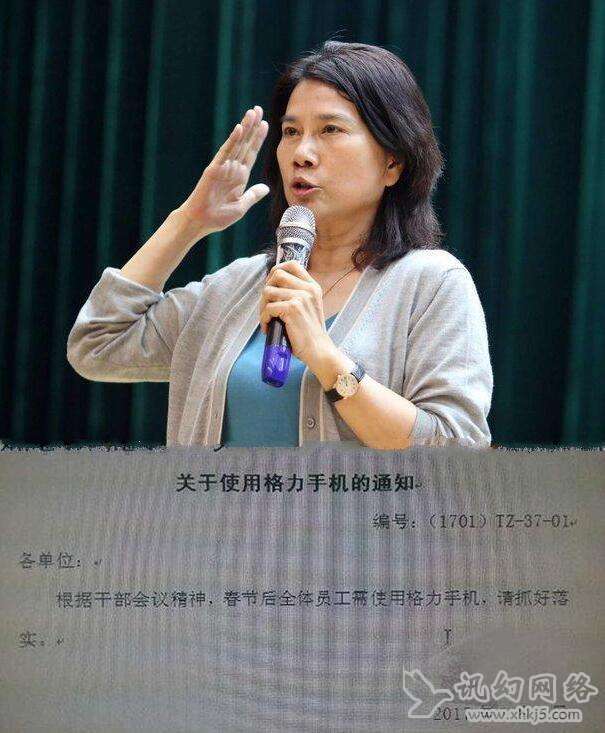 关于使用格力手机的通知
编号：（1701）TZ-37-01
各单位：
根据干部会议精神，春节后全体员工需使用格力手机，请抓好落
实。
讯幻网络
www.xhkj5.com